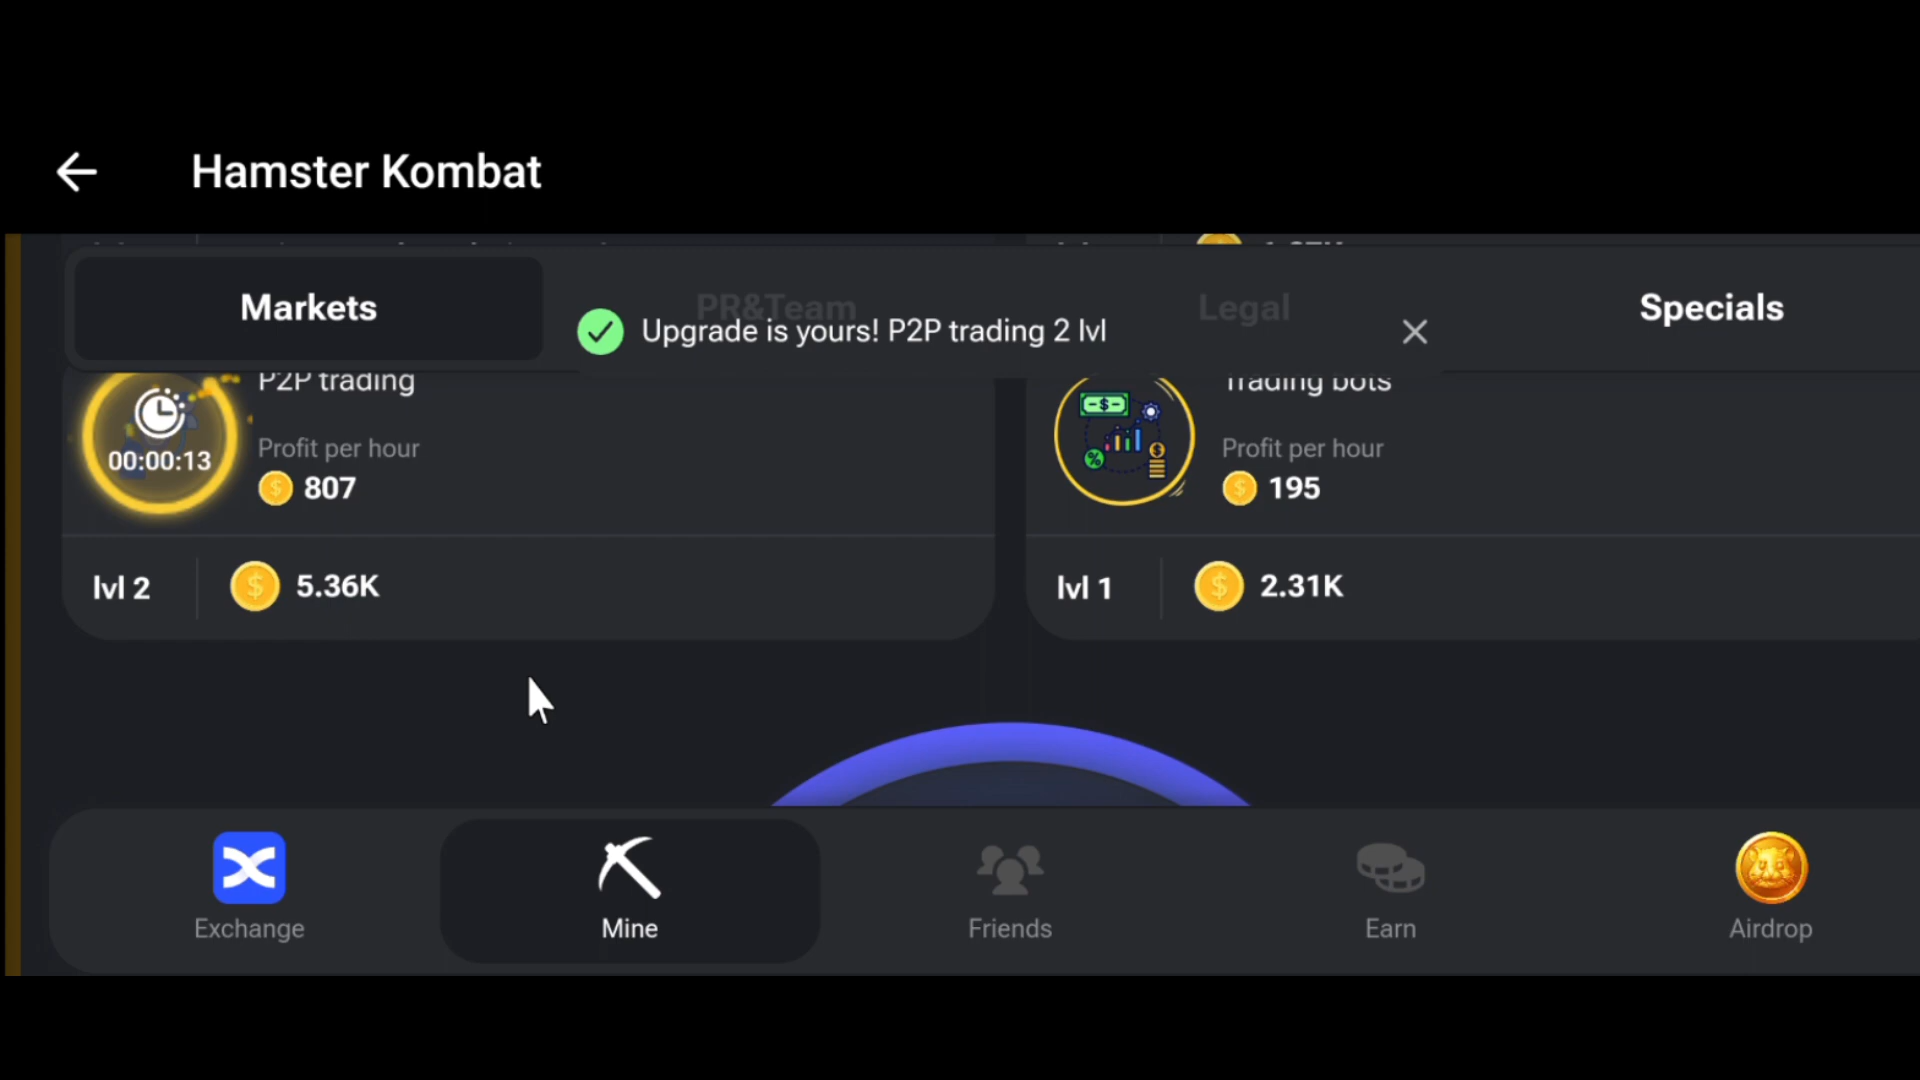 Hamster Kombat
Markets
PR&Team
Legal
Specials
Upgrade is yours! P2P trading 2 lvl
P2P trading
00:00:13
Profit per hour
807
lvl 2
5.36K
Trading bots
Profit per hour
195
lvl 1
2.31K
Exchange
Mine
Friends
Earn
Airdrop